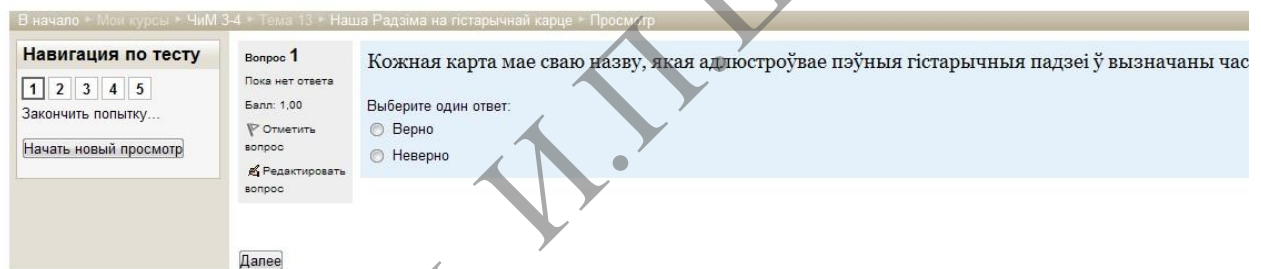 В начало ► Мои курсы ► ЧиМ 3-4 ► Тема 13 ► Наша Радзіма на гістарычнай карце ► Просмотр
Навигация по тесту
1 2 3 4 5
Закончить попытку...
Начать новый просмотр
Вопрос 1
Пока нет ответа
Балл: 1,00
Отметить
вопрос
Редактировать
вопрос
Кожная карта мае сваю назву, якая адлюстроўвае пэўныя гістарычныя падзеі ў вызначаны час
Выберите один ответ:
Верно
Неверно
Далее
И.П.